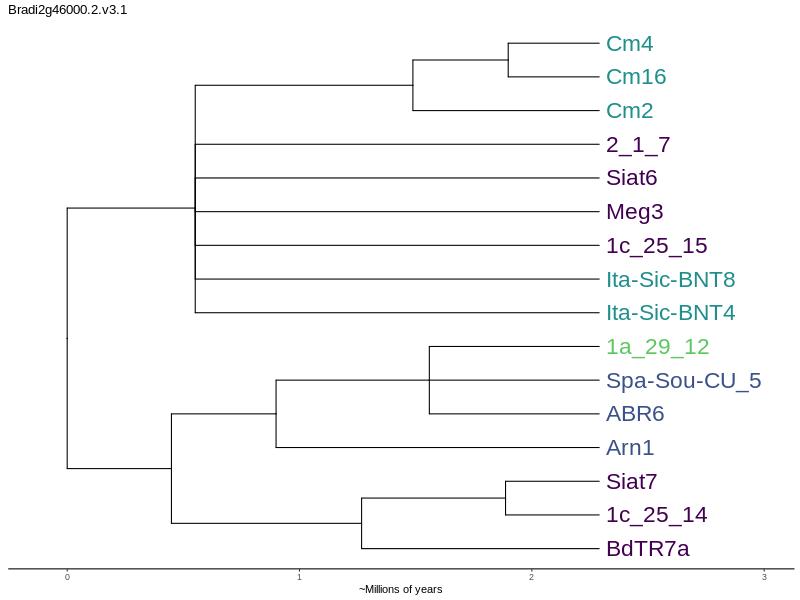 Bradi2g46000.2.v3.1
Cm4
Cm16
Cm2
2_1_7
Siat6
Meg3
1c_25_15
Ita-Sic-BNT8
Ita-Sic-BNT4
1a_29_12
Spa-Sou-CU_5
ABR6
Arn1
Siat7
1c_25_14
BdTR7a
0 1 2 3
~Millions of years